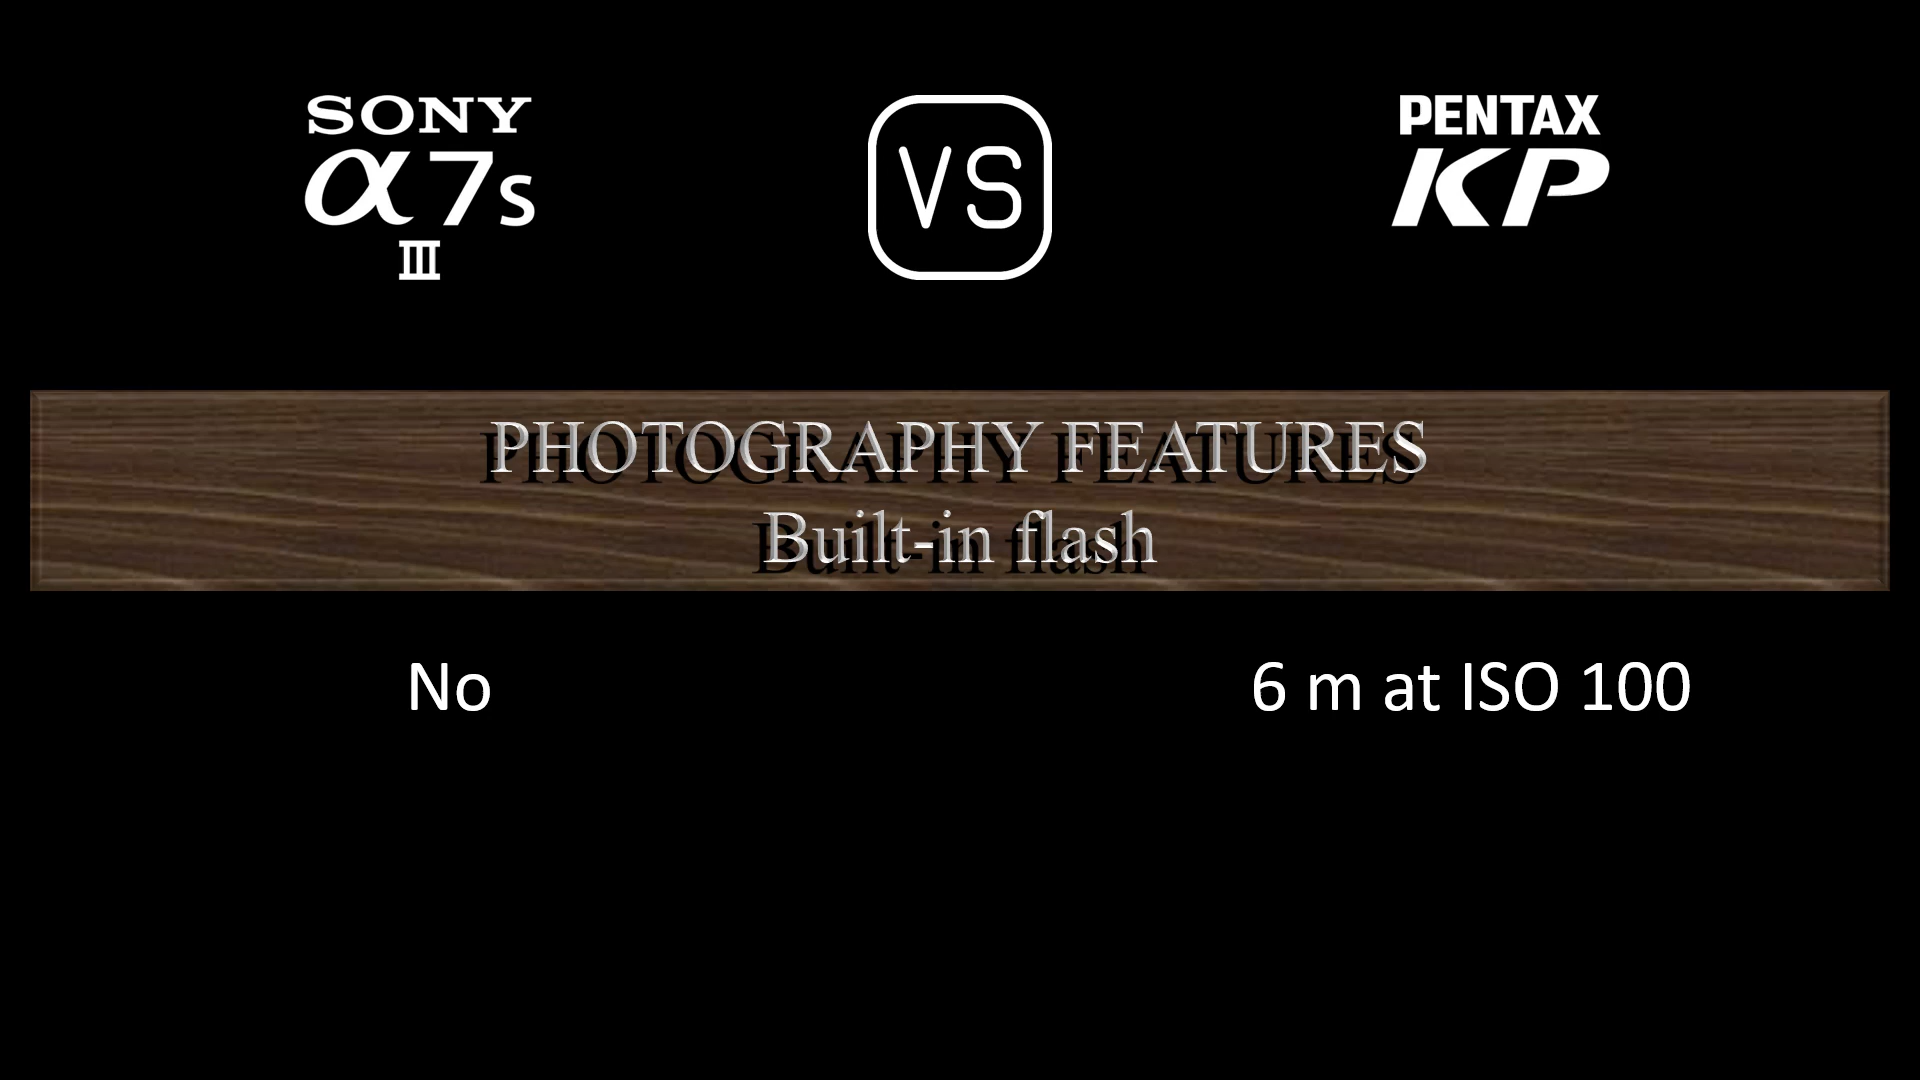 SONY
α7s
III
VS
PENTAX
KP
PHOTOGRAPHY FEATURES
Built-in flash
No
6 m at ISO 100